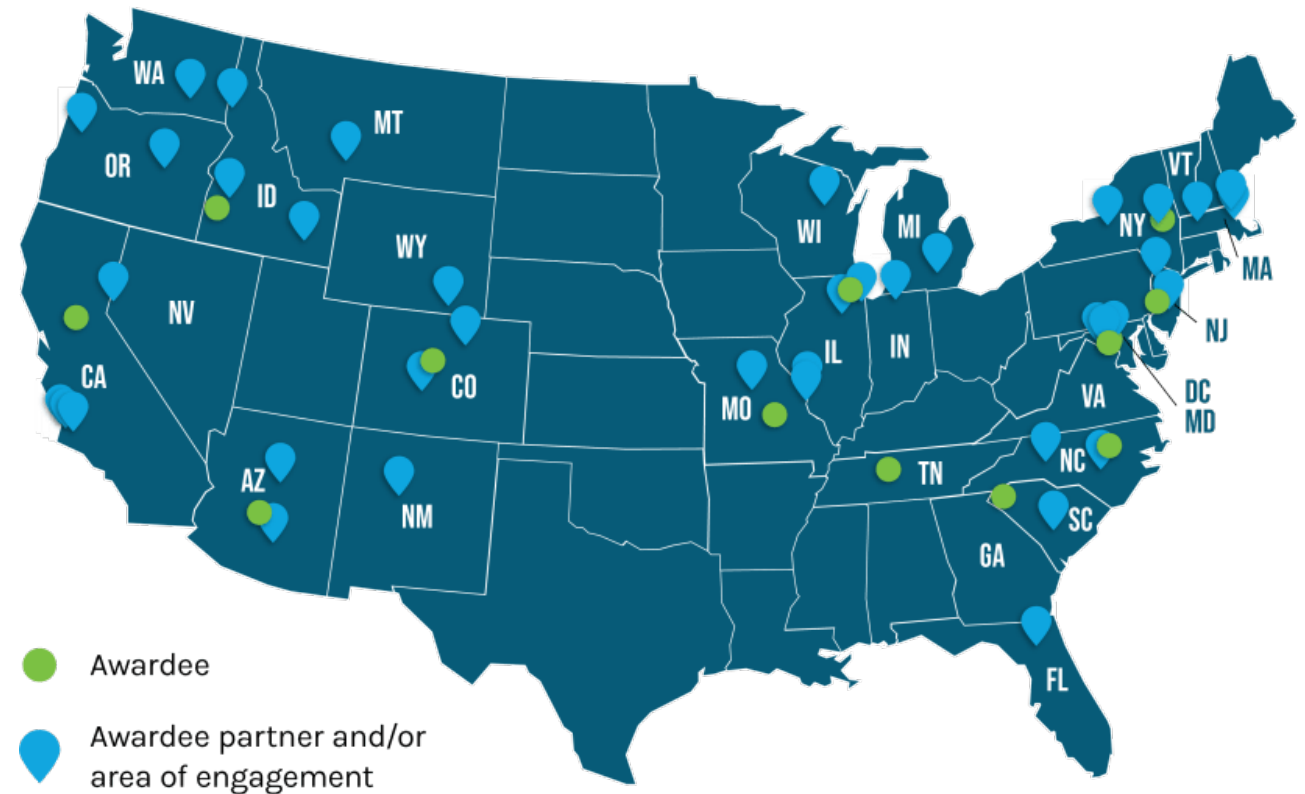 WA
MT
OR
ID
WY
NV
CA
CO
AZ
NM
WI
MI
IL
IN
MO
TN
NC
SC
GA
FL
VA
VT
NY
MA
NJ
DC
MD
Awardee
Awardee partner and/or
area of engagement